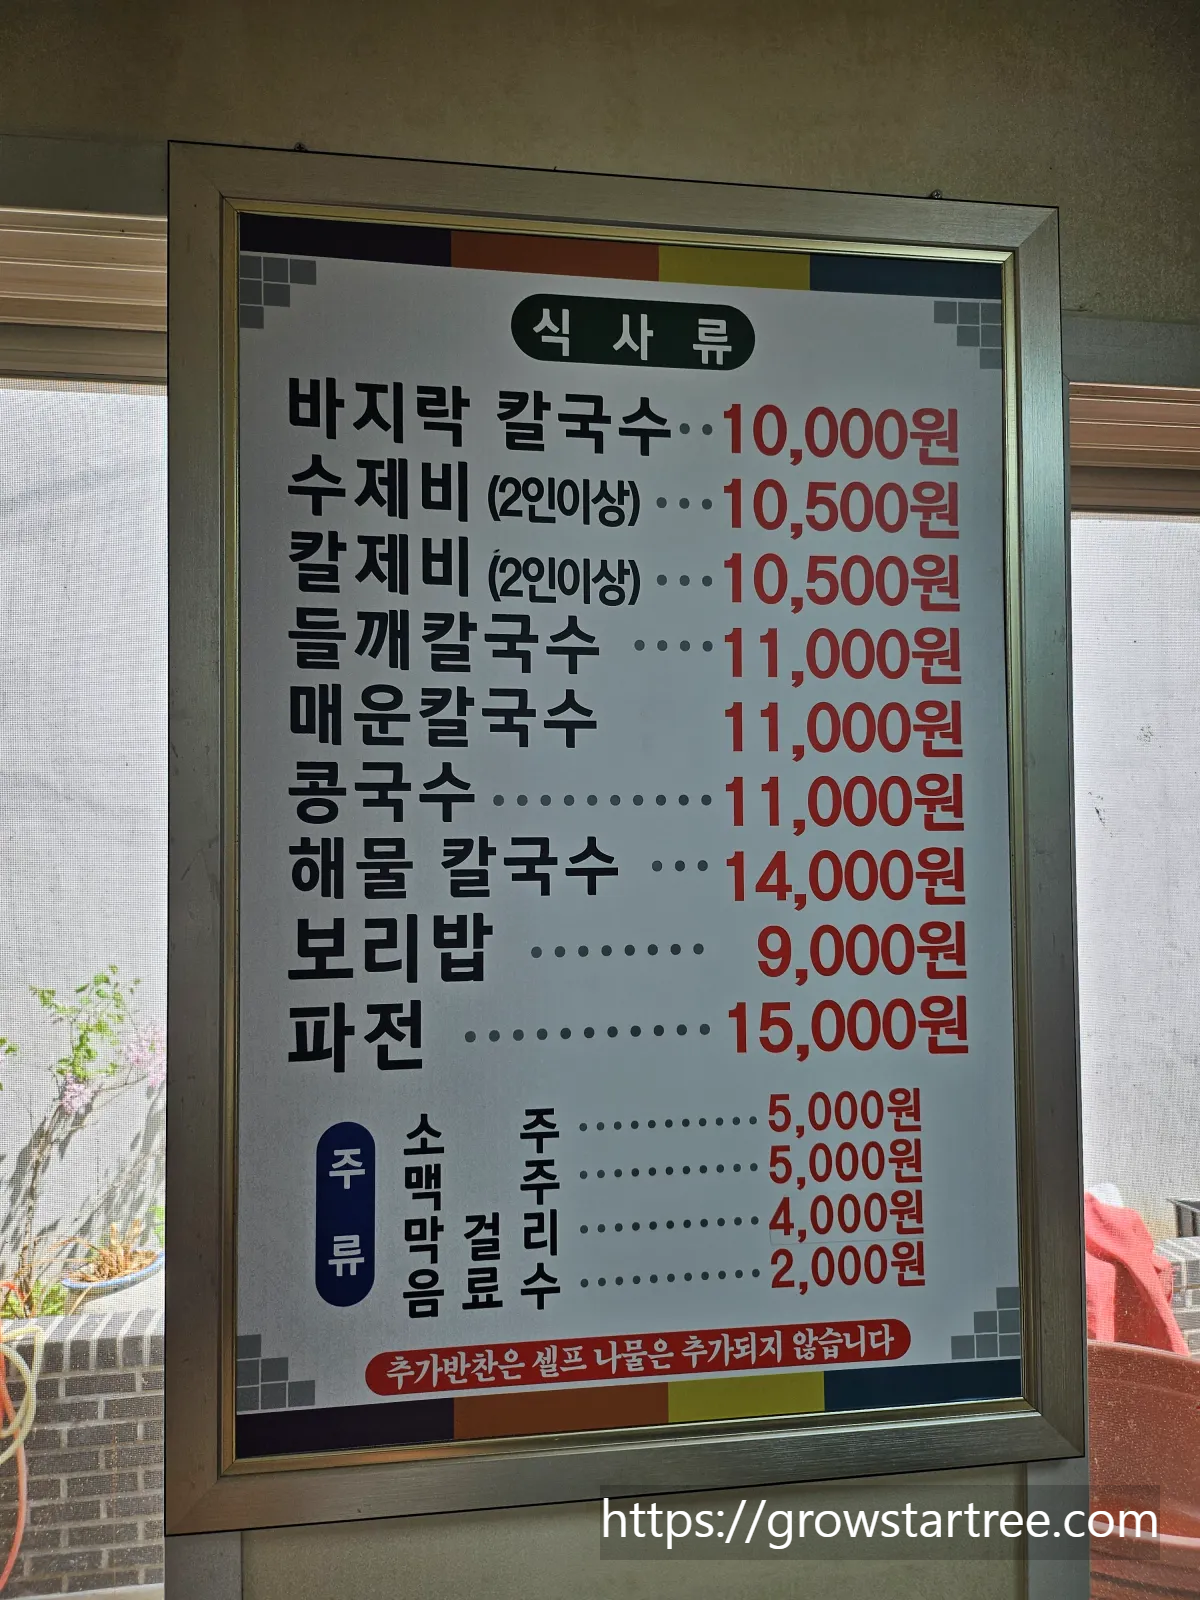 식사류
바지락 칼국수··10,000원
수제비 (2인이상) ···10,500원
칼제비 (2인이상) ···10,500원
들깨칼국수 ····11,000원
매운칼국수 11,000원
콩국수··········11,000원
해물 칼국수 ···14,000원
보리밥 ········ 9,000원
파전 ···········15,000원
주류
소주 ············5,000원
맥주 ············5,000원
막걸리 ············4,000원
음료수 ············2,000원
추가반찬은 셀프 나물은 추가되지 않습니다
https://growstartree.com